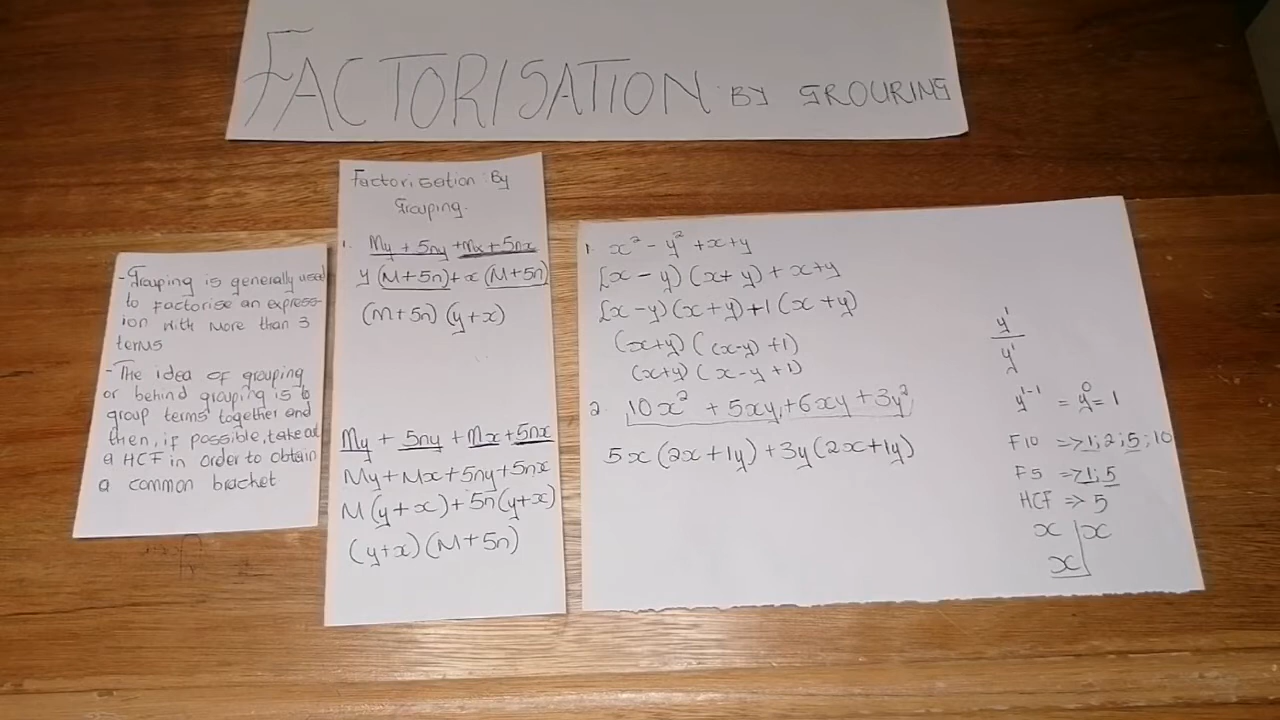 FACTORISATION BY GROUPING
- Grouping is generally used
to factorise an express-
ion with more than 3
terms
- The idea of grouping
or behind grouping is to
group terms together and
then, if possible, take out
a HCF in order to obtain
a common bracket
Factorisation: By
Grouping.
1. My + 5ny + Mx + 5nx
y (M+5n) + x (M+5n)
(M+5n) (y+x)
My + 5ny + Mx + 5nx
My + Mx + 5ny + 5nx
M(y+x) + 5n(y+x)
(y+x) (M+5n)
1. x² - y² + x + y
(x - y) (x + y) + x + y
(x - y) (x + y) + 1 (x + y)
(x+y) ((x-y) + 1)
(x+y) (x - y + 1)
2. 10x² + 5xy + 6xy + 3y²
5x (2x + 1y) + 3y (2x + 1y)
y¹
y¹
y¹⁻¹ = y⁰ = 1
F10 => 1; 2; 5; 10
F5 => 1; 5
HCF => 5
x | x
x